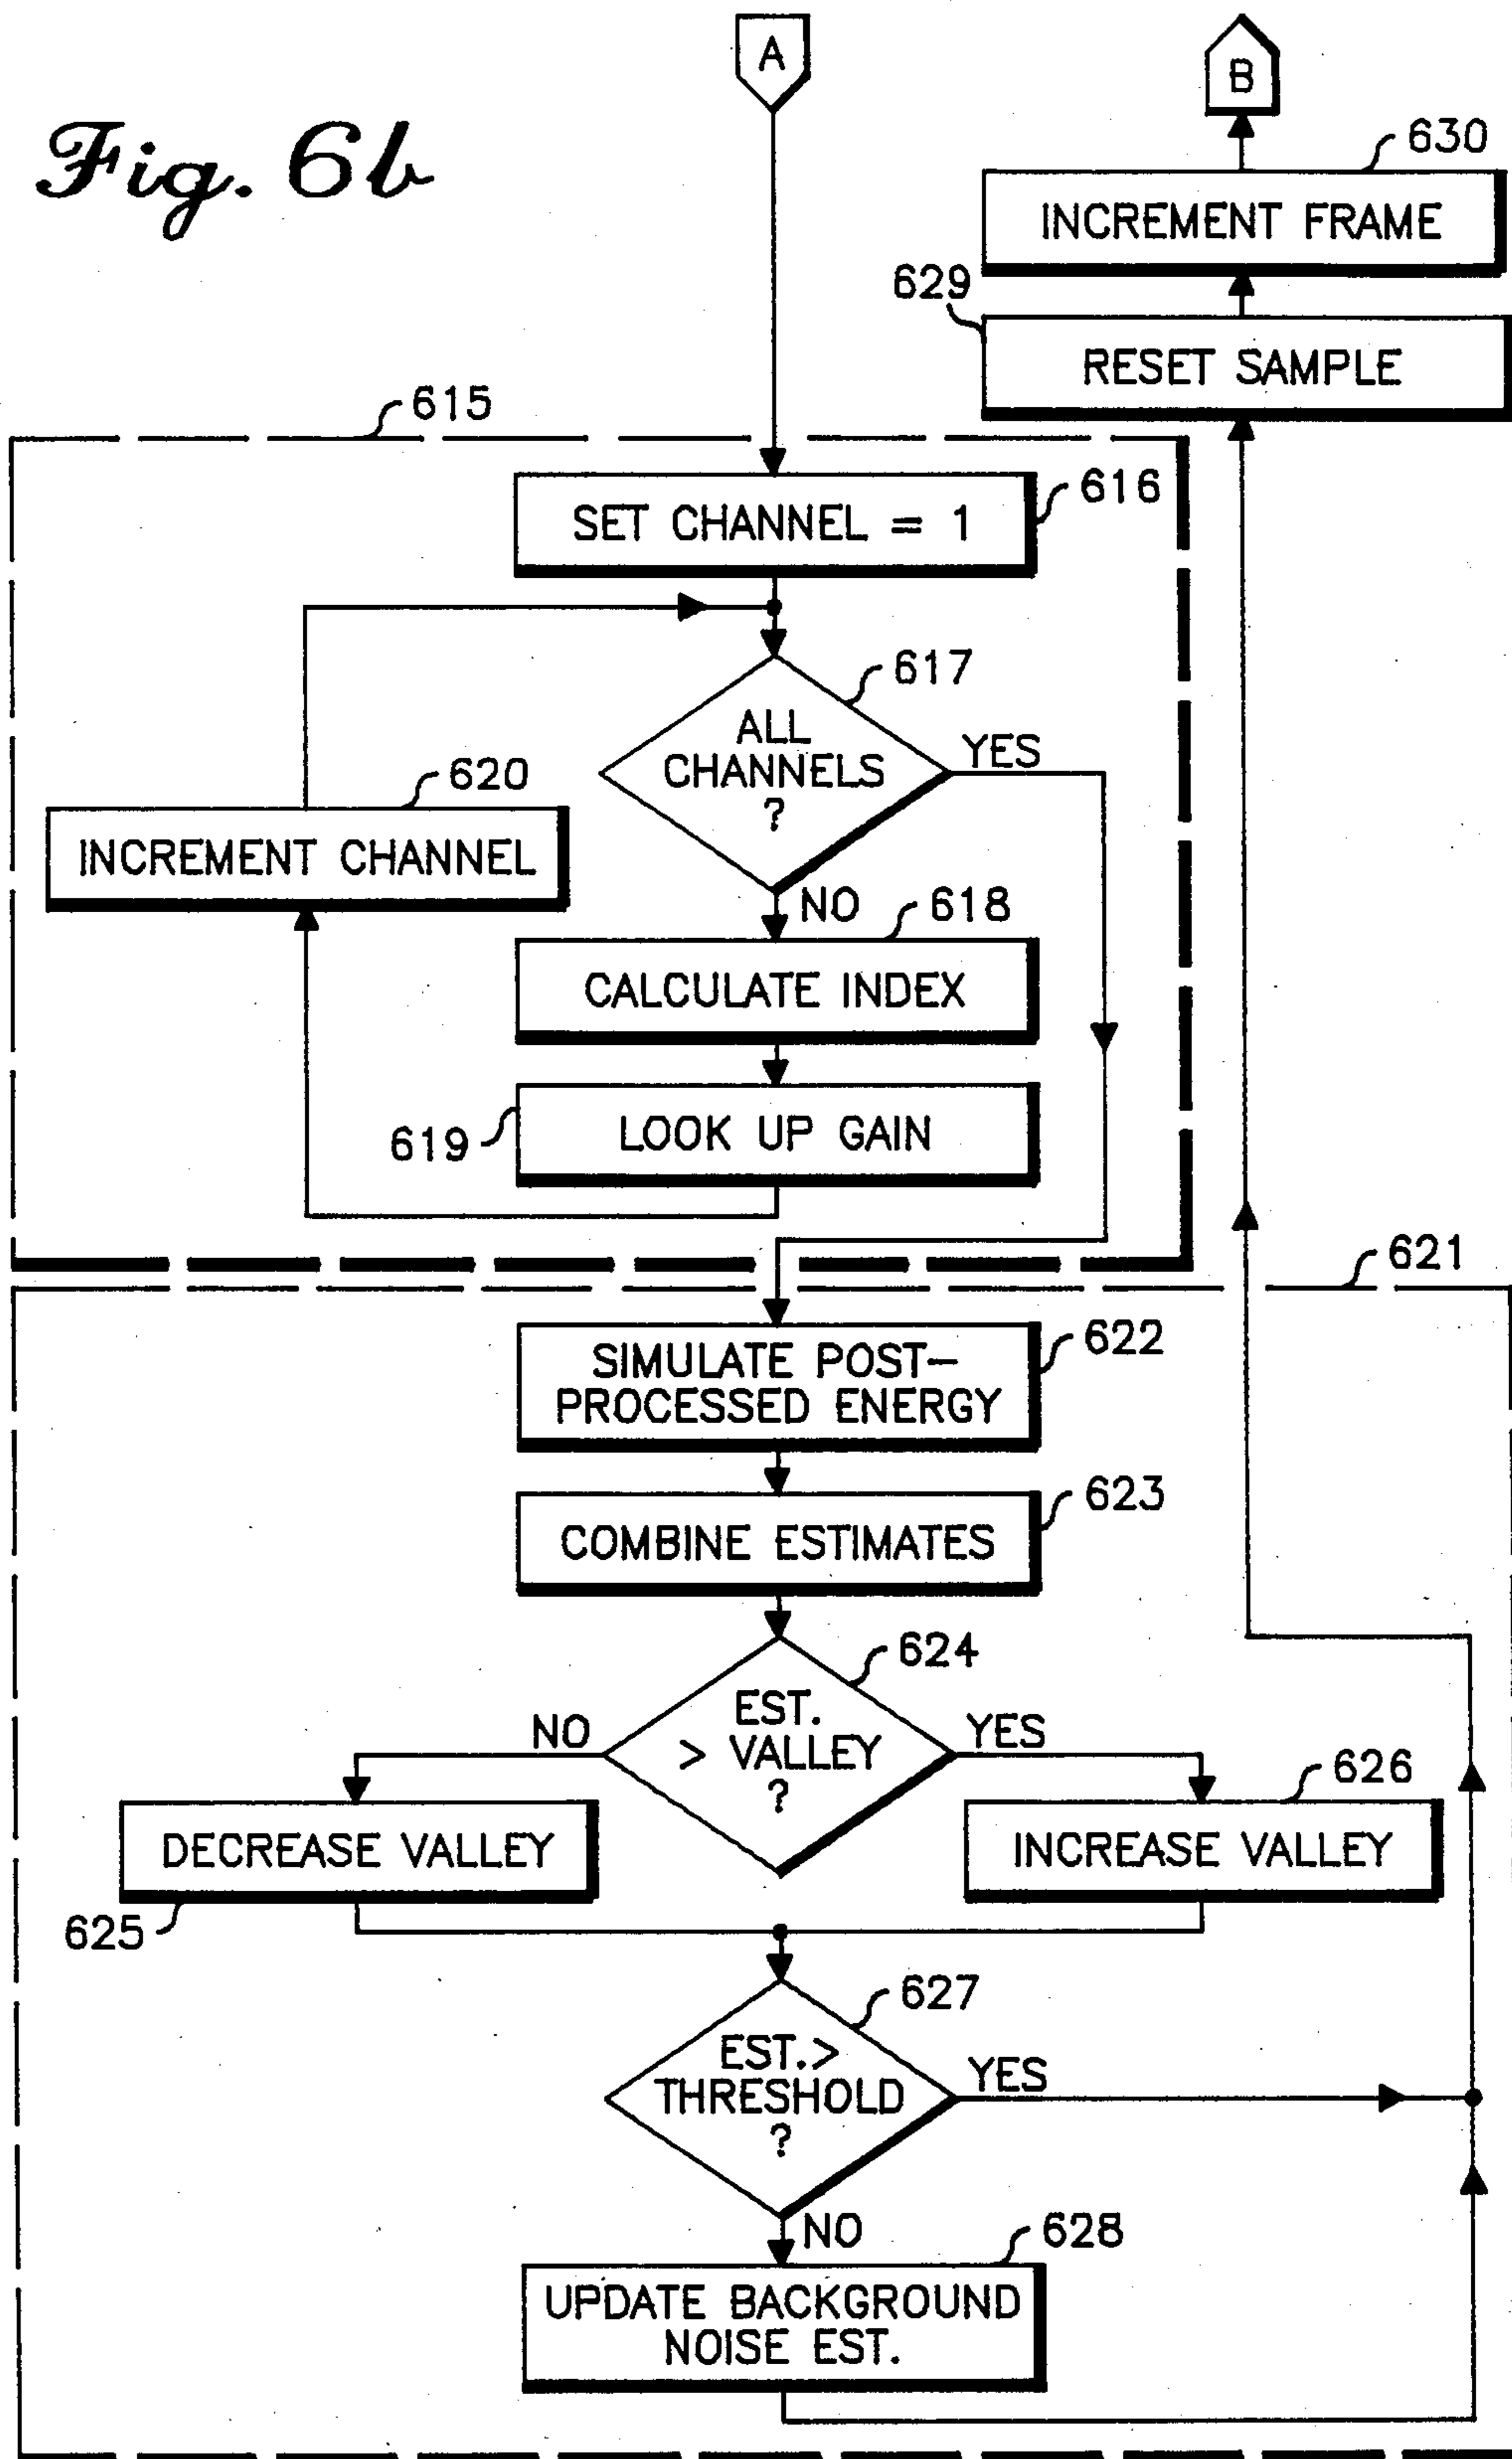 A
B
Fig. 6b
630
INCREMENT FRAME
629
RESET SAMPLE
615
616
SET CHANNEL = 1
617
ALL
CHANNELS
?
YES
620
INCREMENT CHANNEL
NO
618
CALCULATE INDEX
619
LOOK UP GAIN
621
622
SIMULATE POST-
PROCESSED ENERGY
623
COMBINE ESTIMATES
624
EST.
> VALLEY
?
NO
YES
626
DECREASE VALLEY
INCREASE VALLEY
625
627
EST.>
THRESHOLD
?
YES
NO
628
UPDATE BACKGROUND
NOISE EST.